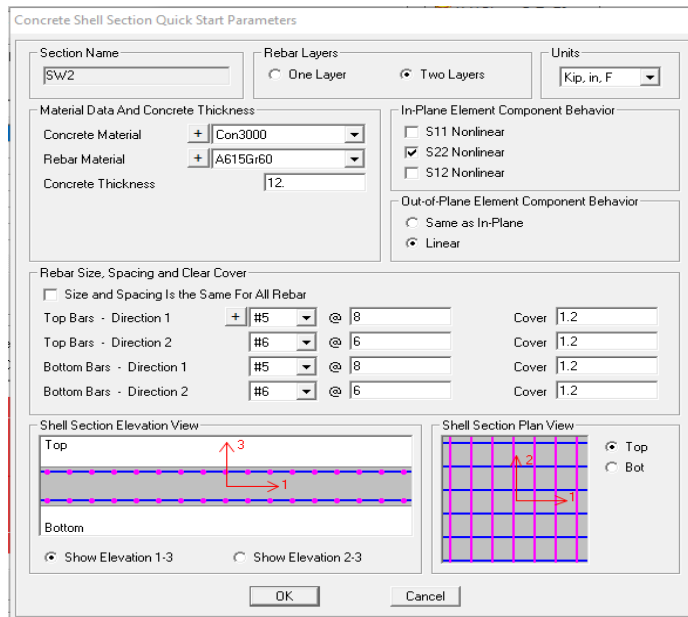 Concrete Shell Section Quick Start Parameters
Section Name
SW2
Rebar Layers
One Layer
Two Layers
Units
Kip, in, F
Material Data And Concrete Thickness
Concrete Material + Con3000
Rebar Material + A615Gr60
Concrete Thickness 12.
In-Plane Element Component Behavior
S11 Nonlinear
S22 Nonlinear
S12 Nonlinear
Out-of-Plane Element Component Behavior
Same as In-Plane
Linear
Rebar Size, Spacing and Clear Cover
Size and Spacing Is the Same For All Rebar
Top Bars - Direction 1 + #5 @ 8 Cover 1.2
Top Bars - Direction 2 #6 @ 6 Cover 1.2
Bottom Bars - Direction 1 #5 @ 8 Cover 1.2
Bottom Bars - Direction 2 #6 @ 6 Cover 1.2
Shell Section Elevation View
Top
3
1
Bottom
Show Elevation 1-3
Show Elevation 2-3
Shell Section Plan View
2
1
Top
Bot
OK
Cancel